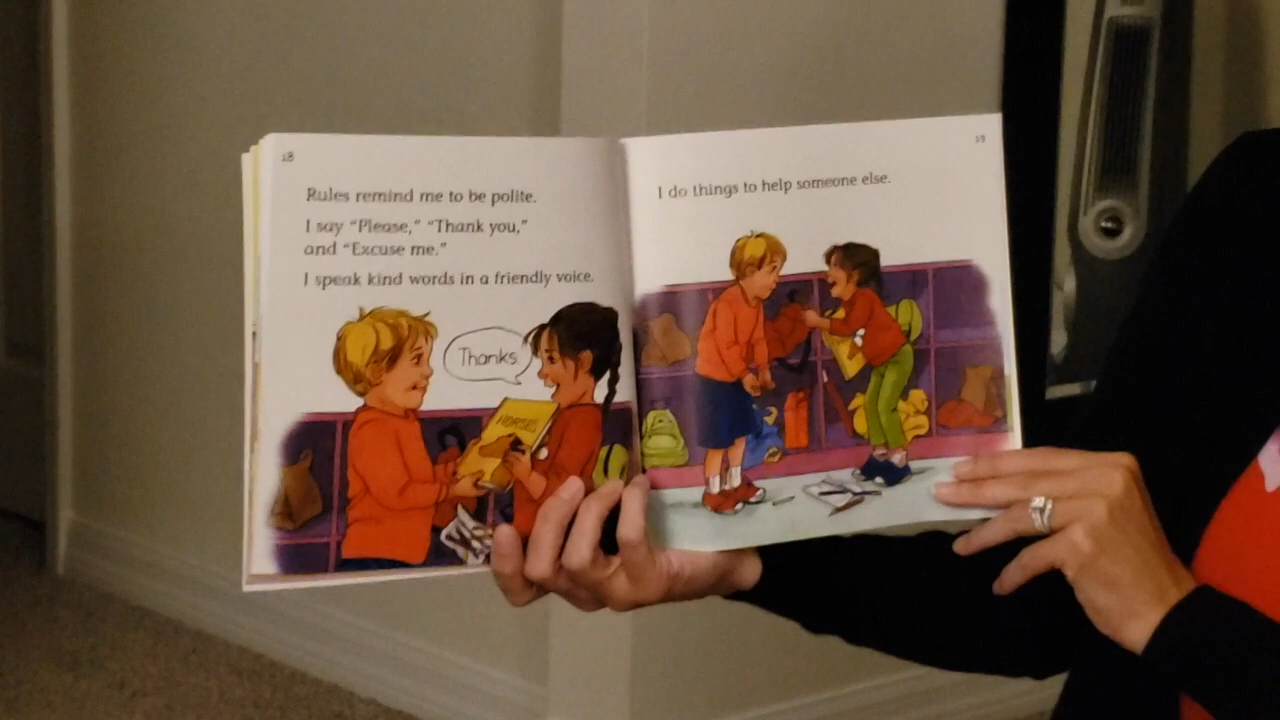 18
Rules remind me to be polite.
I say “Please,” “Thank you,”
and “Excuse me.”
I speak kind words in a friendly voice.
Thanks.
HORSES
19
I do things to help someone else.